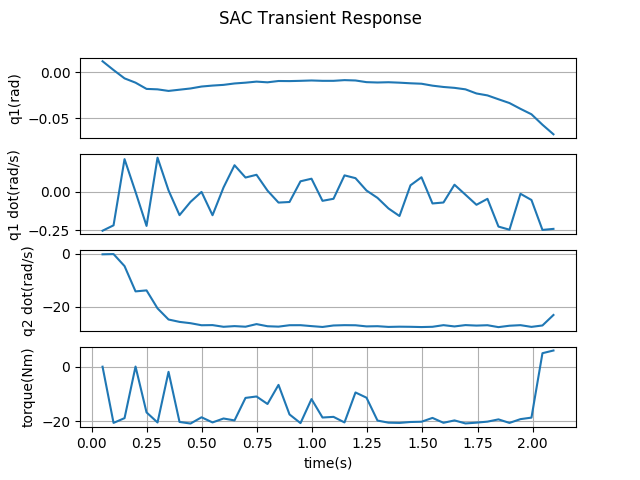 SAC Transient Response
q1(rad)
0.00
−0.05
q1 dot(rad/s)
0.00
−0.25
q2 dot(rad/s)
0
−20
torque(Nm)
0
−20
0.00 0.25 0.50 0.75 1.00 1.25 1.50 1.75 2.00
time(s)